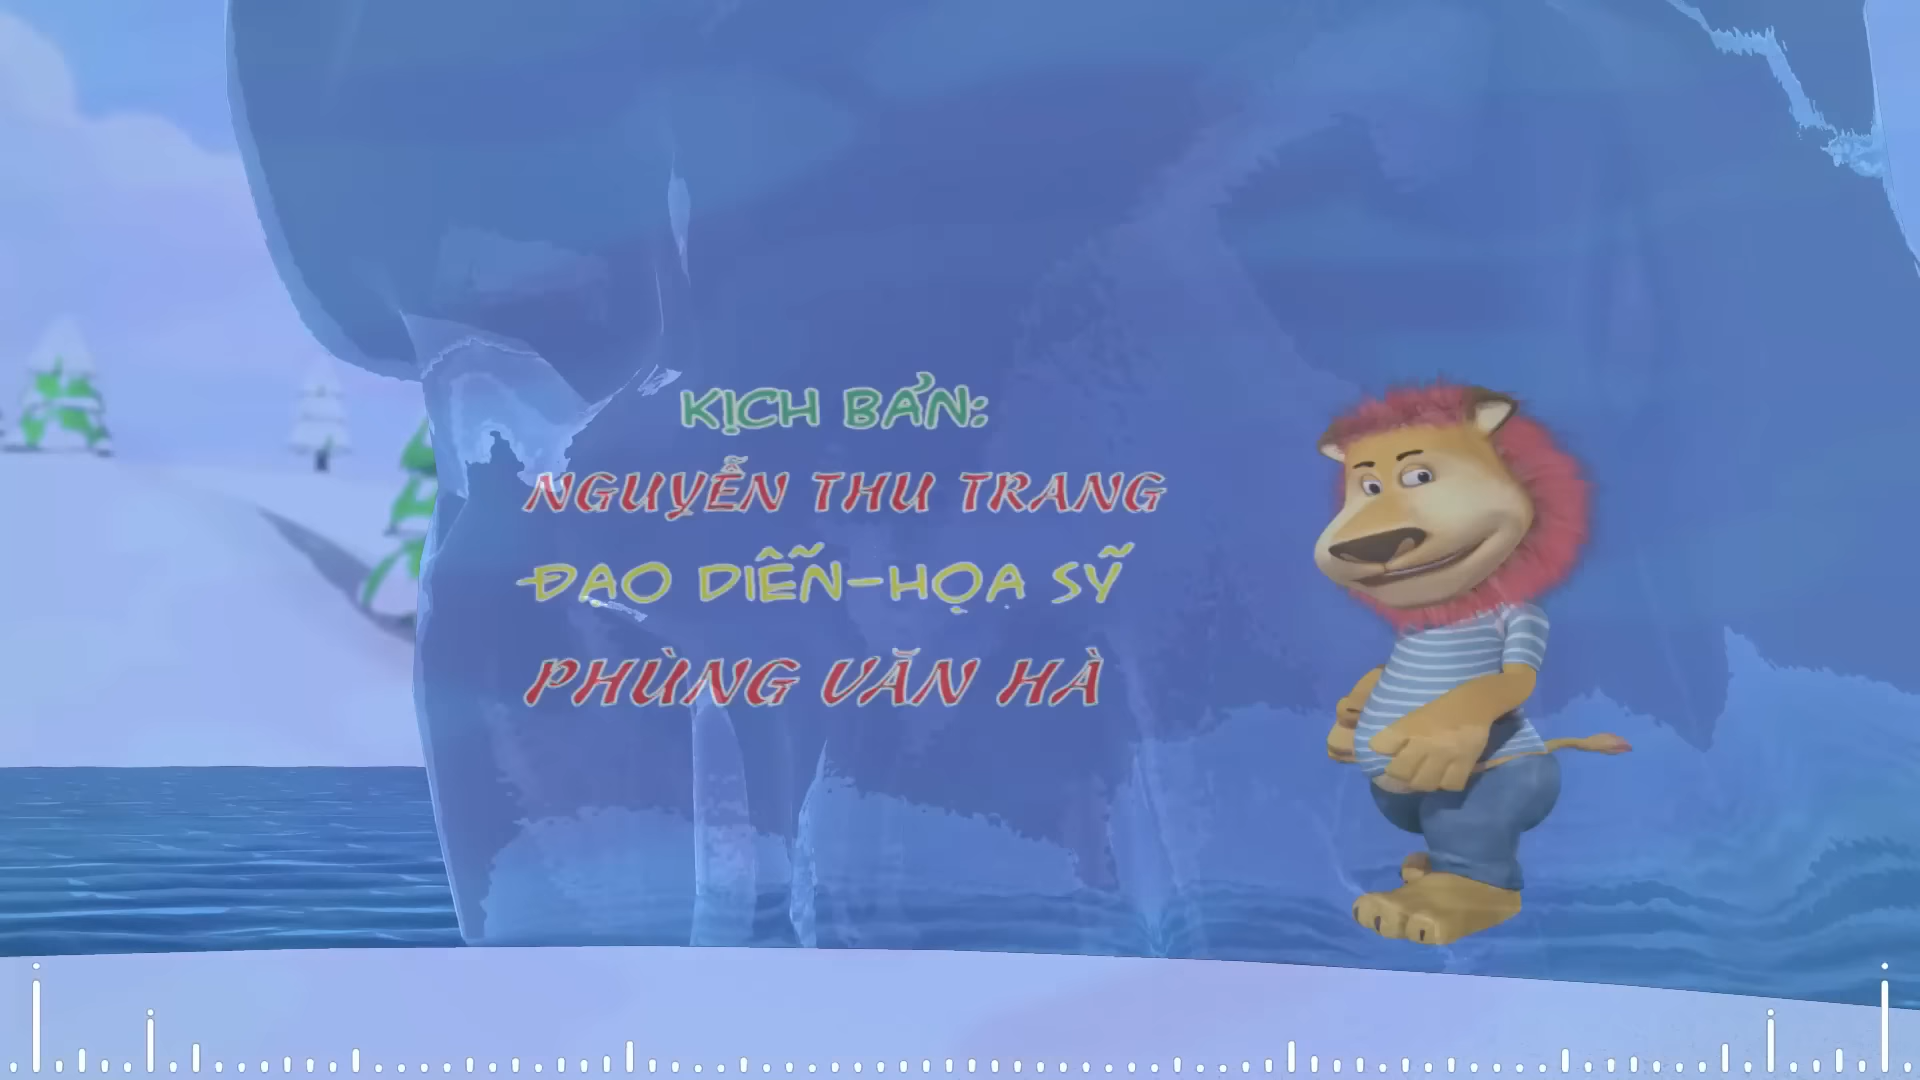 KỊCH BẢN:
NGUYỄN THU TRANG
ĐẠO DIỄN-HỌA SỸ
PHÙNG VĂN HÀ